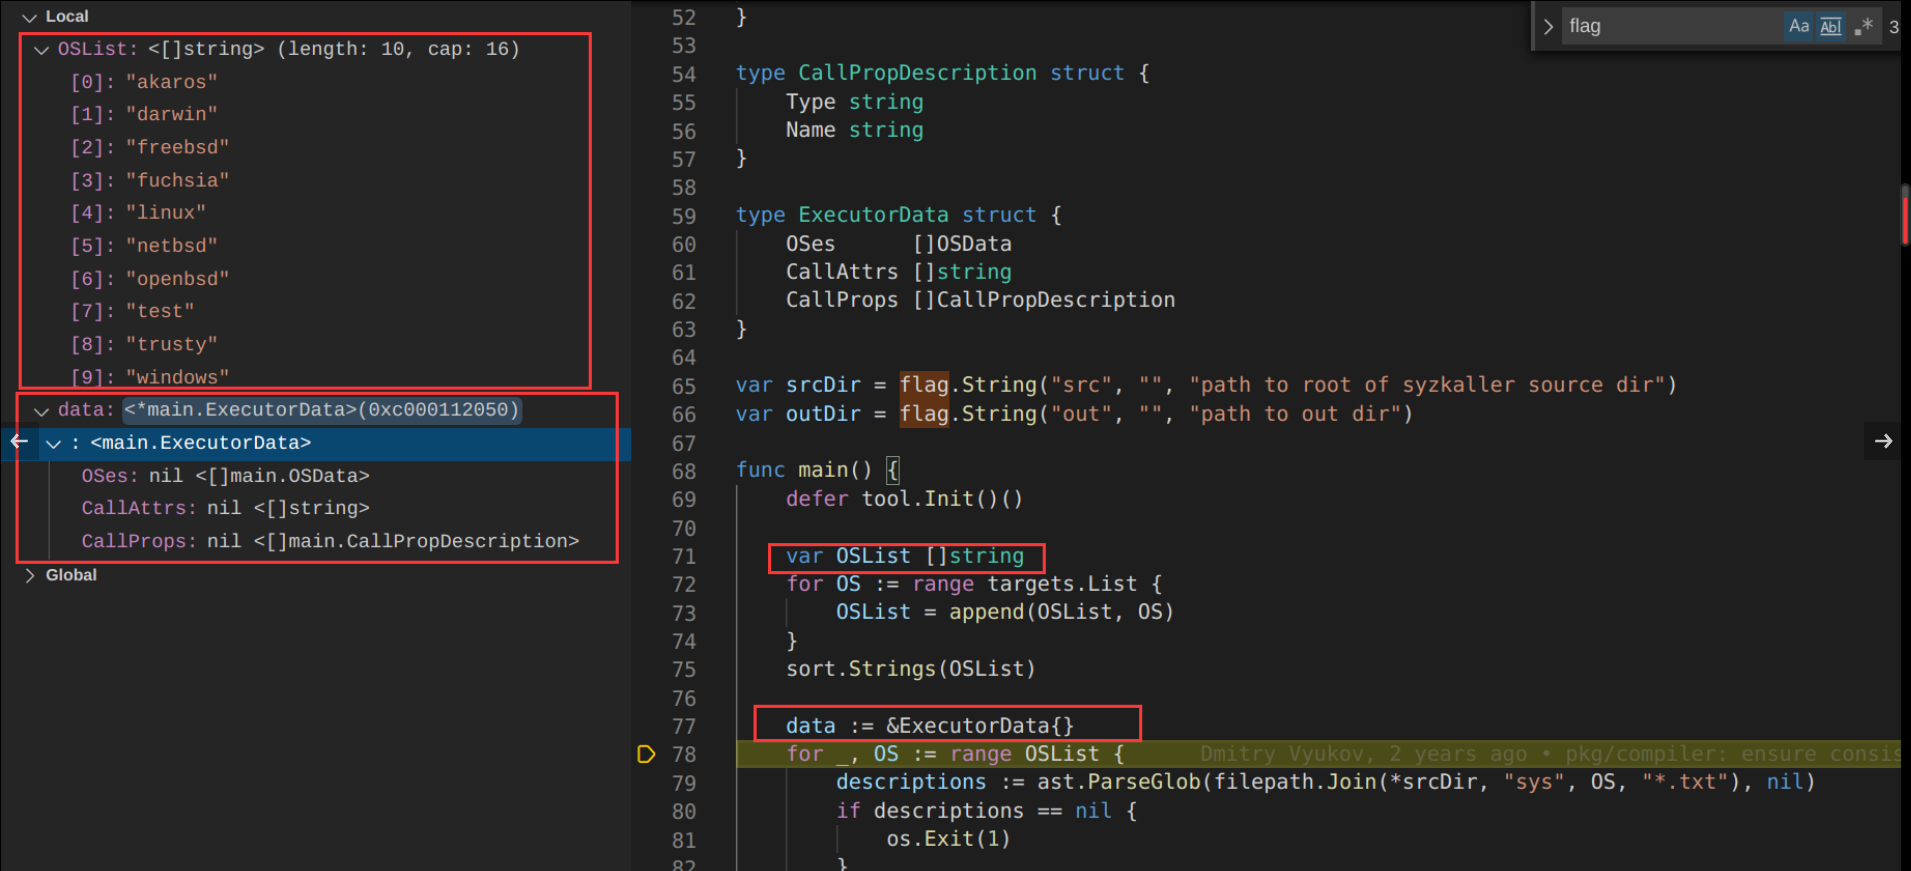 Local
OSList: <[]string> (length: 10, cap: 16)
[0]: "akaros"
[1]: "darwin"
[2]: "freebsd"
[3]: "fuchsia"
[4]: "linux"
[5]: "netbsd"
[6]: "openbsd"
[7]: "test"
[8]: "trusty"
[9]: "windows"
data: <*main.ExecutorData>(0xc000112050)
: <main.ExecutorData>
OSes: nil <[]main.OSData>
CallAttrs: nil <[]string>
CallProps: nil <[]main.CallPropDescription>
Global
52 }
53
54 type CallPropDescription struct {
55     Type string
56     Name string
57 }
58
59 type ExecutorData struct {
60     OSes      []OSData
61     CallAttrs []string
62     CallProps []CallPropDescription
63 }
64
65 var srcDir = flag.String("src", "", "path to root of syzkaller source dir")
66 var outDir = flag.String("out", "", "path to out dir")
67
68 func main() {
69     defer tool.Init()()
70
71     var OSList []string
72     for OS := range targets.List {
73         OSList = append(OSList, OS)
74     }
75     sort.Strings(OSList)
76
77     data := &ExecutorData{}
78     for _, OS := range OSList {      Dmitry Vyukov, 2 years ago • pkg/compiler: ensure consis
79         descriptions := ast.ParseGlob(filepath.Join(*srcDir, "sys", OS, "*.txt"), nil)
80         if descriptions == nil {
81             os.Exit(1)
82         }
flag Aa Abl .* 3